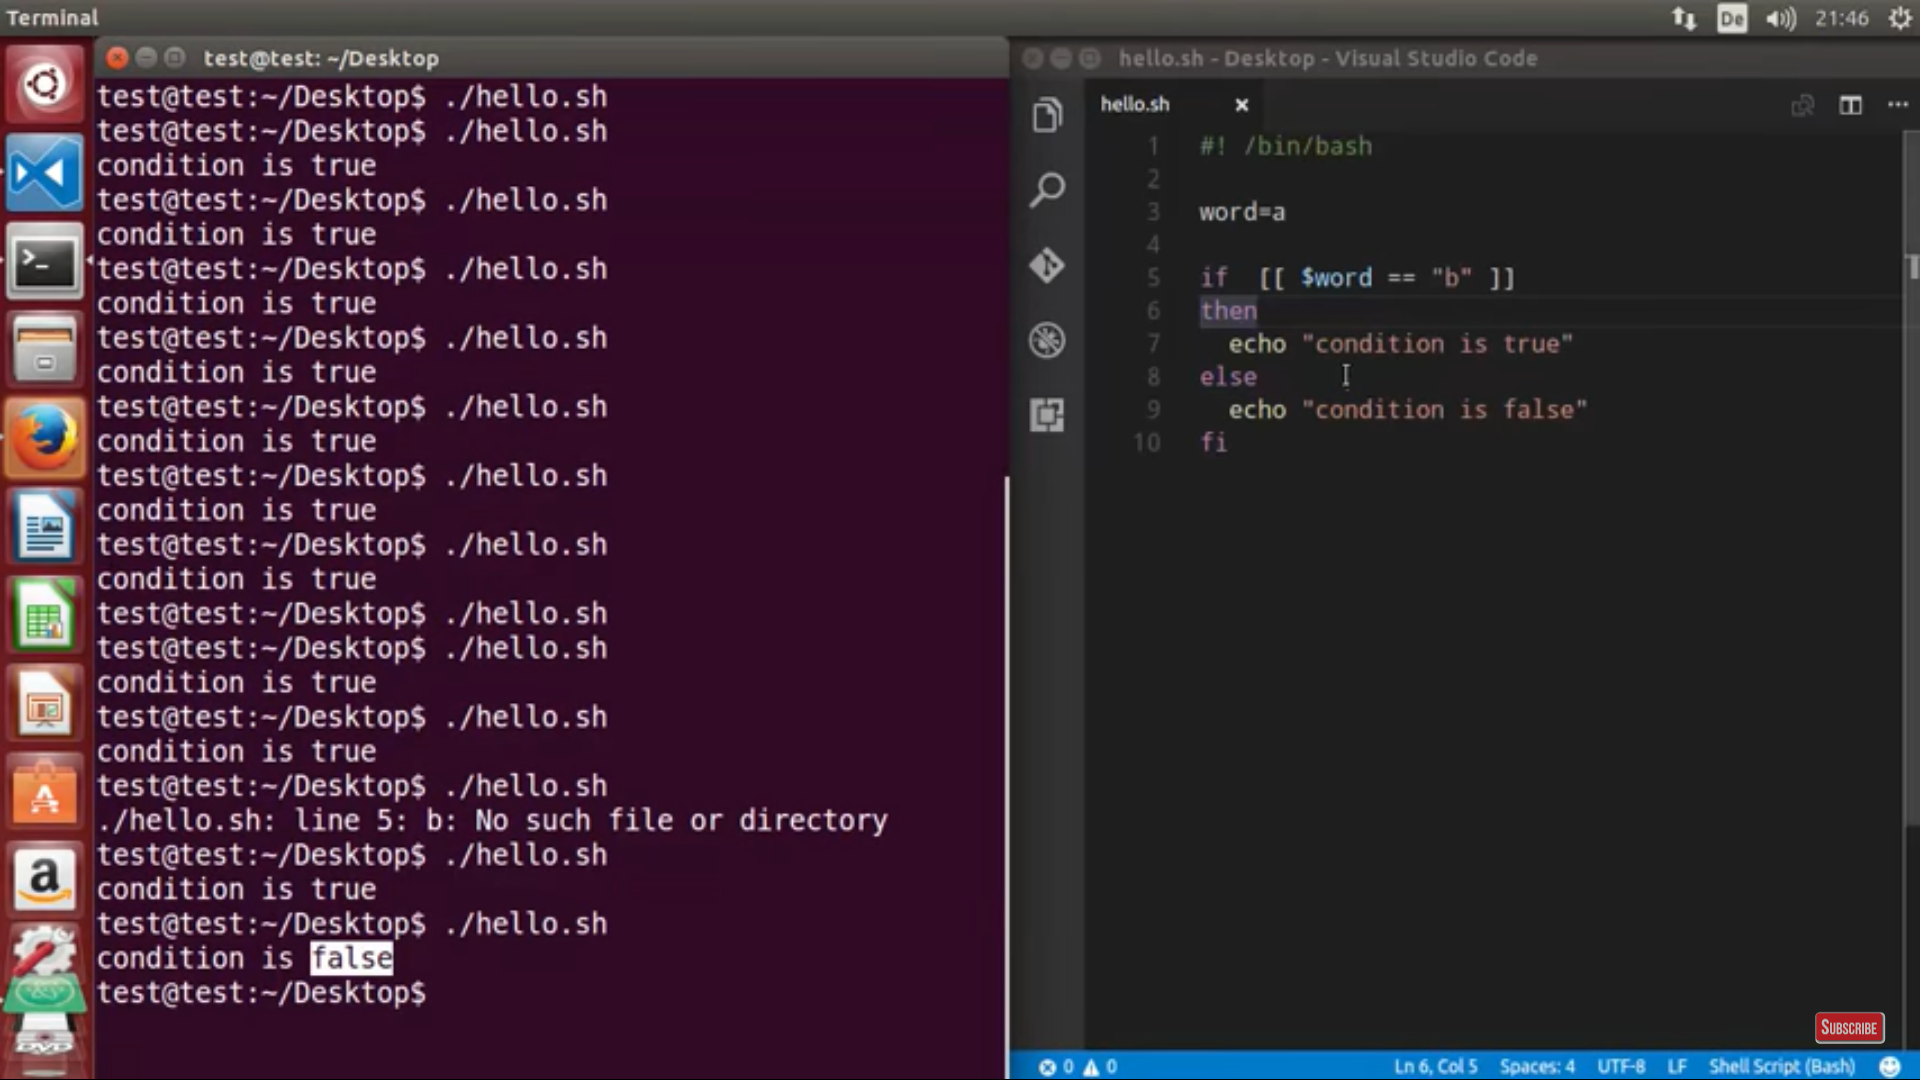 Terminal
De
21:46
test@test: ~/Desktop
test@test:~/Desktop$ ./hello.sh
test@test:~/Desktop$ ./hello.sh
condition is true
test@test:~/Desktop$ ./hello.sh
condition is true
test@test:~/Desktop$ ./hello.sh
condition is true
test@test:~/Desktop$ ./hello.sh
condition is true
test@test:~/Desktop$ ./hello.sh
condition is true
test@test:~/Desktop$ ./hello.sh
condition is true
test@test:~/Desktop$ ./hello.sh
condition is true
test@test:~/Desktop$ ./hello.sh
test@test:~/Desktop$ ./hello.sh
condition is true
test@test:~/Desktop$ ./hello.sh
condition is true
test@test:~/Desktop$ ./hello.sh
./hello.sh: line 5: b: No such file or directory
test@test:~/Desktop$ ./hello.sh
condition is true
test@test:~/Desktop$ ./hello.sh
condition is false
test@test:~/Desktop$
hello.sh - Desktop - Visual Studio Code
hello.sh
1 #! /bin/bash
2
3 word=a
4
5 if  [[ $word == "b" ]]
6 then
7   echo "condition is true"
8 else
9   echo "condition is false"
10 fi
SUBSCRIBE
0 0 Ln 6, Col 5 Spaces: 4 UTF-8 LF Shell Script (Bash)
a
DVD